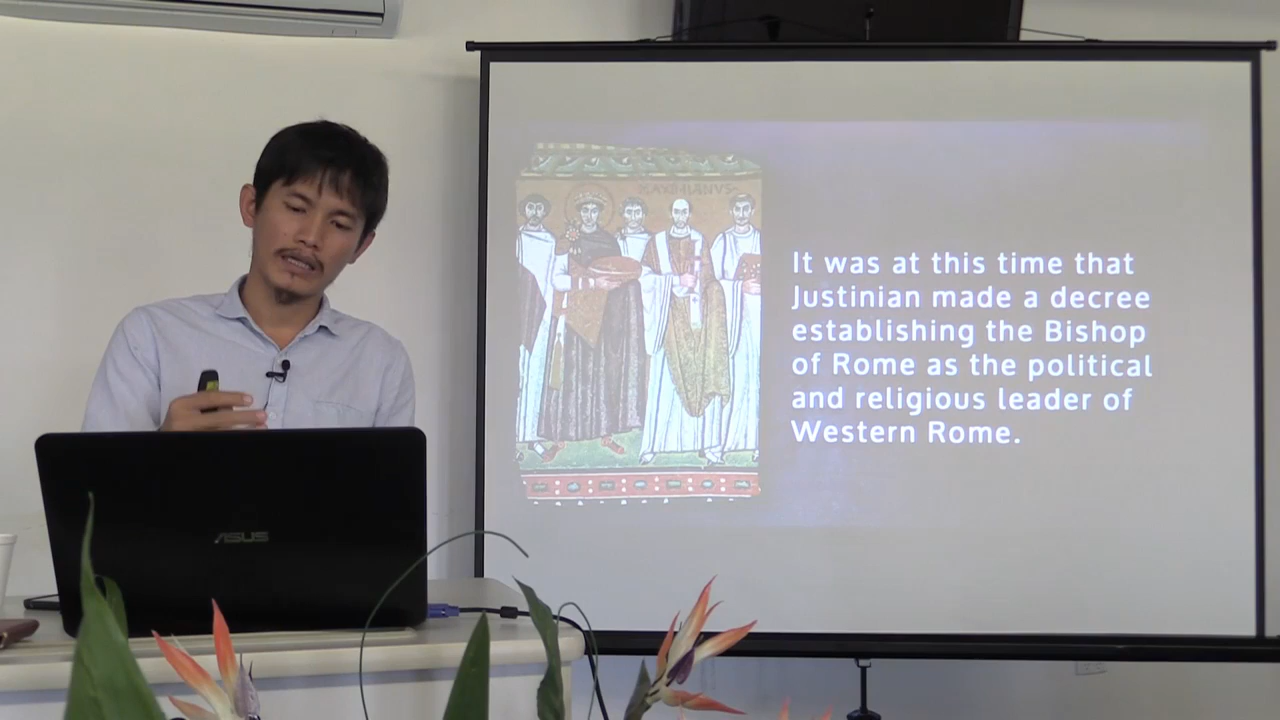 MAXIMIANVS
It was at this time that
Justinian made a decree
establishing the Bishop
of Rome as the political
and religious leader of
Western Rome.
ASUS